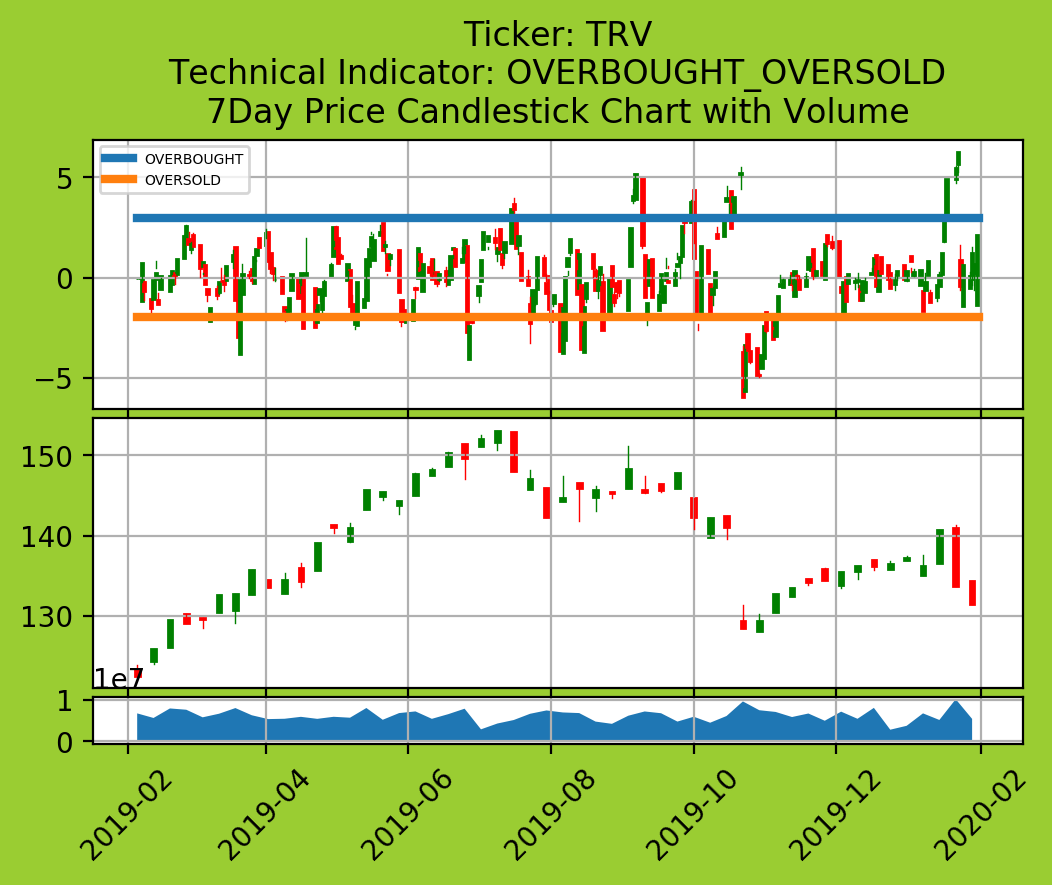 Ticker: TRV
Technical Indicator: OVERBOUGHT_OVERSOLD
7Day Price Candlestick Chart with Volume
OVERBOUGHT
OVERSOLD
5
0
−5
150
140
130
1e7
1
0
2019-02
2019-04
2019-06
2019-08
2019-10
2019-12
2020-02